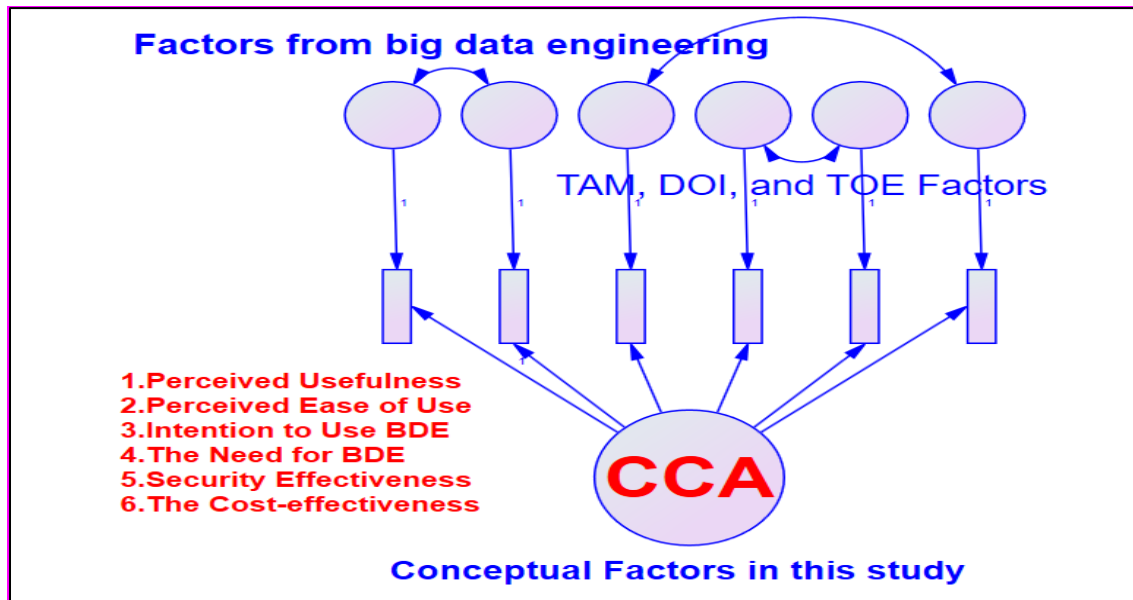 Factors from big data engineering
TAM, DOI, and TOE Factors
1 1 1 1 1 1
1
1.Perceived Usefulness
2.Perceived Ease of Use
3.Intention to Use BDE
4.The Need for BDE
5.Security Effectiveness
6.The Cost-effectiveness
CCA
Conceptual Factors in this study